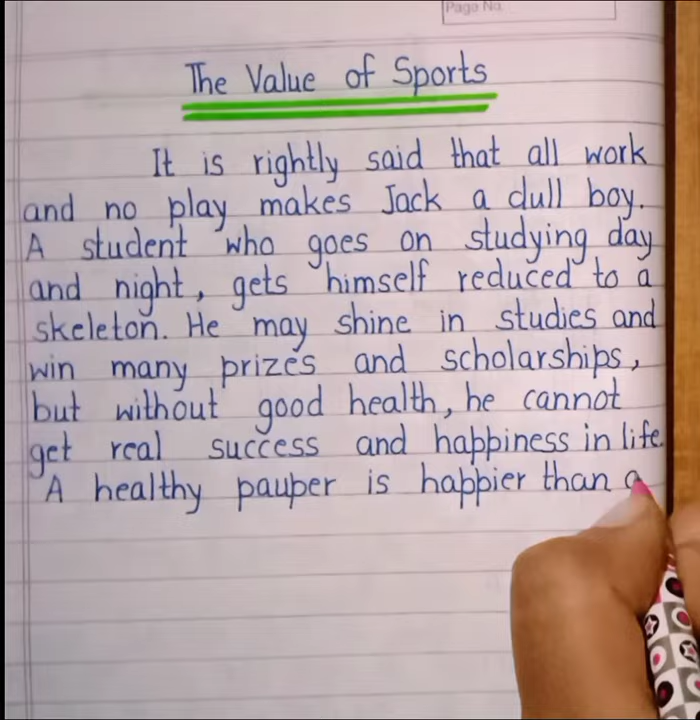 Page No.
The Value of Sports
It is rightly said that all work
and no play makes Jack a dull boy.
A student who goes on studying day
and night, gets himself reduced to a
skeleton. He may shine in studies and
win many prizes and scholarships,
but without good health, he cannot
get real success and happiness in life.
A healthy pauper is happier than a